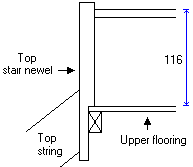 Top
stair newel
116
Top
string
Upper flooring